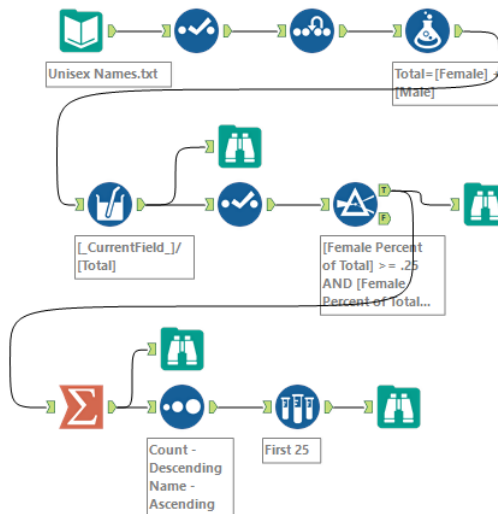 Unisex Names.txt
Total=[Female] +
[Male]
T
F
[_CurrentField_]/
[Total]
[Female Percent
of Total] >= .25
AND [Female
Percent of Total...
Count -
Descending
Name -
Ascending
First 25